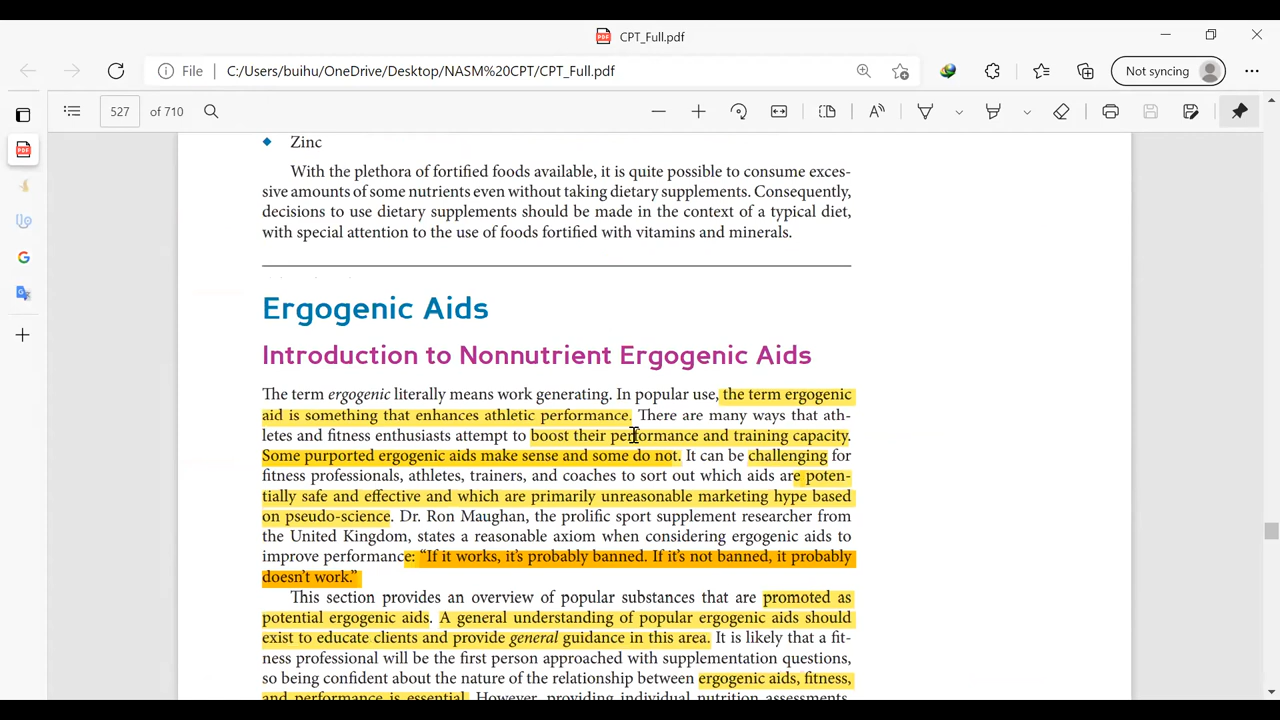 CPT_Full.pdf
File
C:/Users/buihu/OneDrive/Desktop/NASM%20CPT/CPT_Full.pdf
Not syncing
527 of 710
Zinc
With the plethora of fortified foods available, it is quite possible to consume exces-
sive amounts of some nutrients even without taking dietary supplements. Consequently,
decisions to use dietary supplements should be made in the context of a typical diet,
with special attention to the use of foods fortified with vitamins and minerals.
Ergogenic Aids
Introduction to Nonnutrient Ergogenic Aids
The term ergogenic literally means work generating. In popular use, the term ergogenic
aid is something that enhances athletic performance. There are many ways that ath-
letes and fitness enthusiasts attempt to boost their performance and training capacity.
Some purported ergogenic aids make sense and some do not. It can be challenging for
fitness professionals, athletes, trainers, and coaches to sort out which aids are poten-
tially safe and effective and which are primarily unreasonable marketing hype based
on pseudo-science. Dr. Ron Maughan, the prolific sport supplement researcher from
the United Kingdom, states a reasonable axiom when considering ergogenic aids to
improve performance: “If it works, it’s probably banned. If it’s not banned, it probably
doesn’t work.”
This section provides an overview of popular substances that are promoted as
potential ergogenic aids. A general understanding of popular ergogenic aids should
exist to educate clients and provide general guidance in this area. It is likely that a fit-
ness professional will be the first person approached with supplementation questions,
so being confident about the nature of the relationship between ergogenic aids, fitness,
and performance is essential. However, providing individual nutrition assessments,